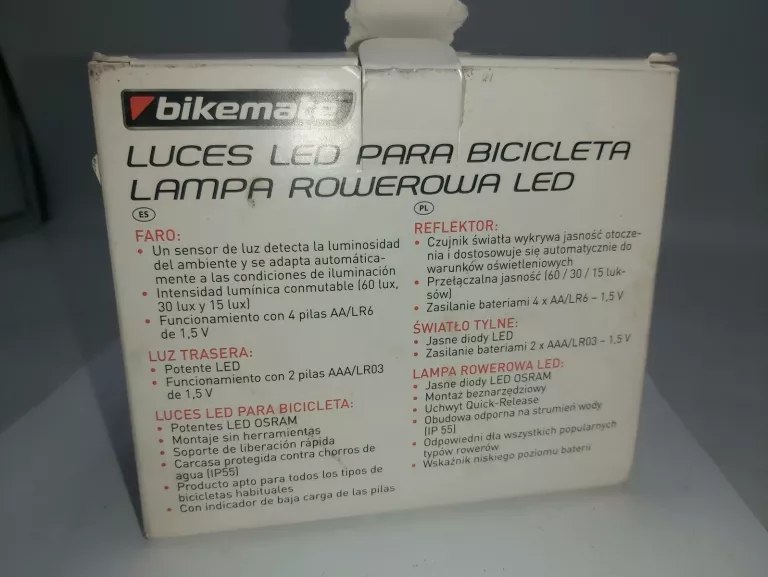 bikemate
LUCES LED PARA BICICLETA
LAMPA ROWEROWA LED
ES
FARO:
• Un sensor de luz detecta la luminosidad
del ambiente y se adapta automática-
mente a las condiciones de iluminación
• Intensidad lumínica conmutable (60 lux,
30 lux y 15 lux)
• Funcionamiento con 4 pilas AA/LR6
de 1,5 V
LUZ TRASERA:
• Potente LED
• Funcionamiento con 2 pilas AAA/LR03
de 1,5 V
LUCES LED PARA BICICLETA:
• Potentes LED OSRAM
• Montaje sin herramientas
• Soporte de liberación rápida
• Carcasa protegida contra chorros de
agua (IP55)
• Producto apto para todos los tipos de
bicicletas habituales
• Con indicador de baja carga de las pilas
PL
REFLEKTOR:
• Czujnik światła wykrywa jasność otocze-
nia i dostosowuje się automatycznie do
warunków oświetleniowych
• Przełączalna jasność (60 / 30 / 15 luk-
sów)
• Zasilanie bateriami 4 x AA/LR6 – 1,5 V
ŚWIATŁO TYLNE:
• Jasne diody LED
• Zasilanie bateriami 2 x AAA/LR03 – 1,5 V
LAMPA ROWEROWA LED:
• Jasne diody LED OSRAM
• Montaż beznarzędziowy
• Uchwyt Quick-Release
• Obudowa odporna na strumień wody
(IP 55)
• Odpowiedni dla wszystkich popularnych
typów rowerów
• Wskaźnik niskiego poziomu baterii